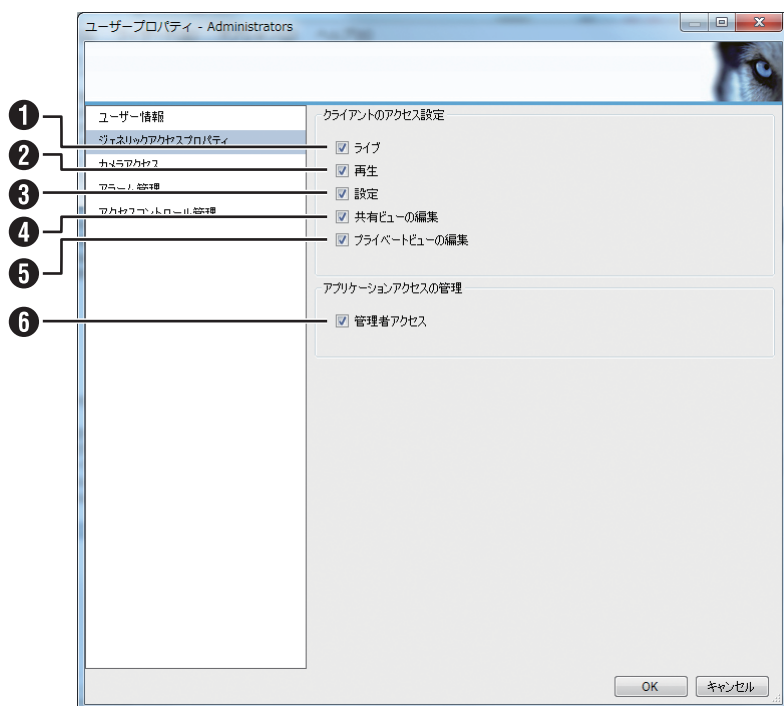 ユーザープロパティ - Administrators
ユーザー情報
ジェネリックアクセスプロパティ
カメラアクセス
アラーム管理
アクセスコントロール管理
クライアントのアクセス設定
❶ ライブ
❷ 再生
❸ 設定
❹ 共有ビューの編集
❺ プライベートビューの編集
アプリケーションアクセスの管理
❻ 管理者アクセス
OK
キャンセル